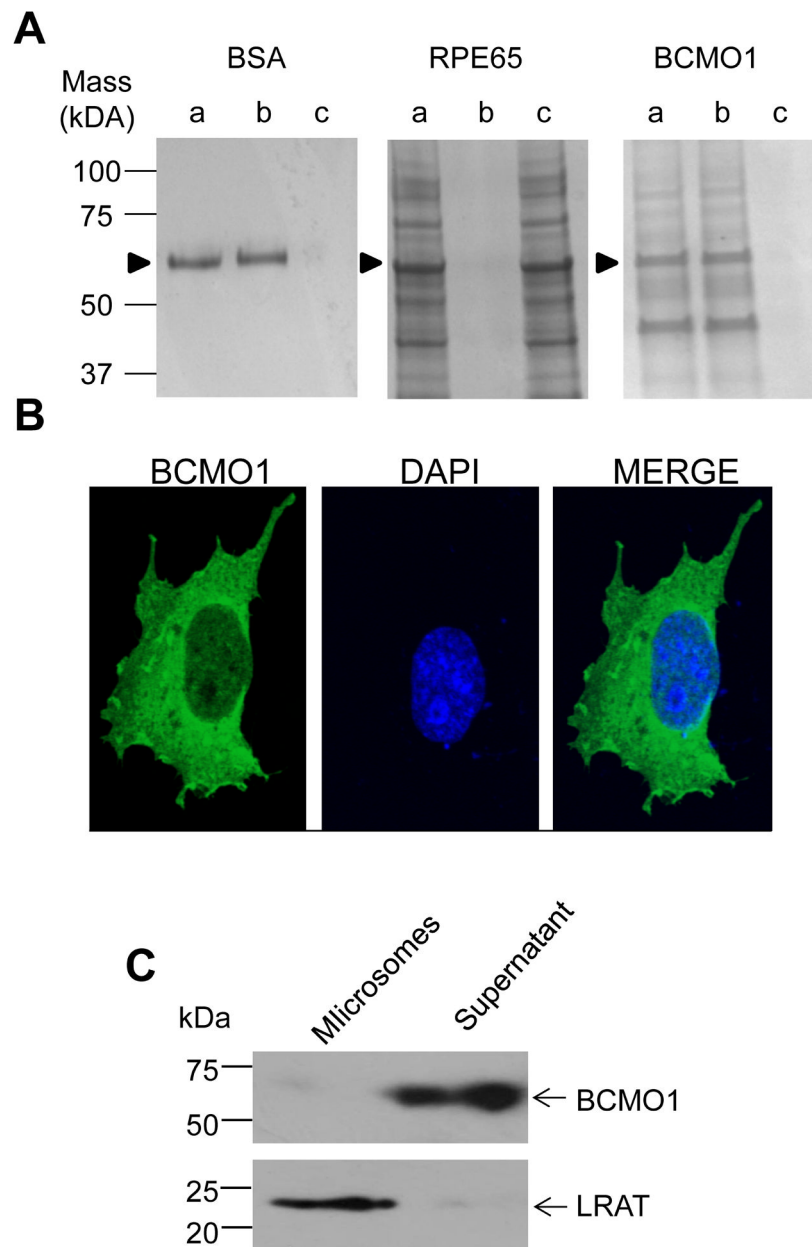 A
BSA RPE65 BCMO1
Mass
(kDA)
a b c a b c a b c
100
75
50
37
B
BCMO1 DAPI MERGE
C
kDa
MIicrosomes
Supernatant
75
50
BCMO1
25
20
LRAT